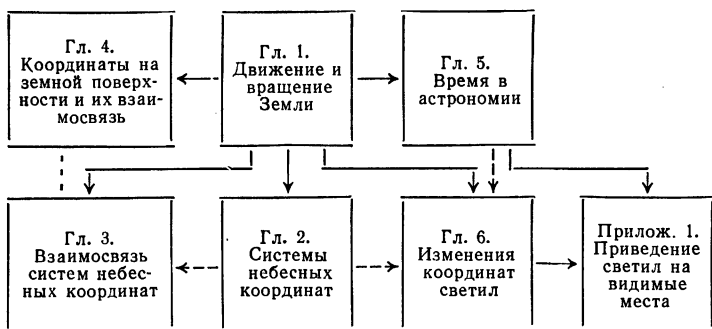 Гл. 4.
Координаты на
земной поверх-
ности и их взаи-
мосвязь
Гл. 1.
Движение и
вращение
Земли
Гл. 5.
Время в
астрономии
Гл. 3.
Взаимосвязь
систем небес-
ных координат
Гл. 2.
Системы
небесных
координат
Гл. 6.
Изменения
координат
светил
Прилож. 1.
Приведение
светил на
видимые
места